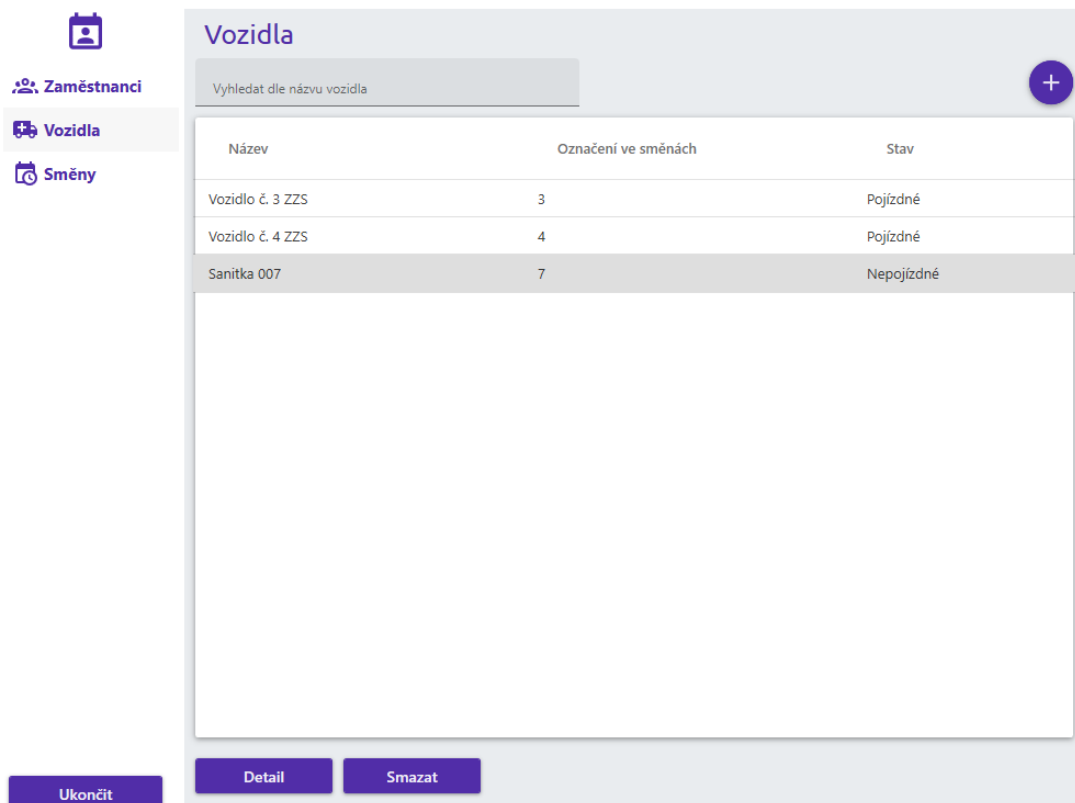 Vozidla
Zaměstnanci
Vyhledat dle názvu vozidla
+
Vozidla
Směny
Název Označení ve směnách Stav
Vozidlo č. 3 ZZS 3 Pojízdné
Vozidlo č. 4 ZZS 4 Pojízdné
Sanitka 007 7 Nepojízdné
Detail Smazat
Ukončit